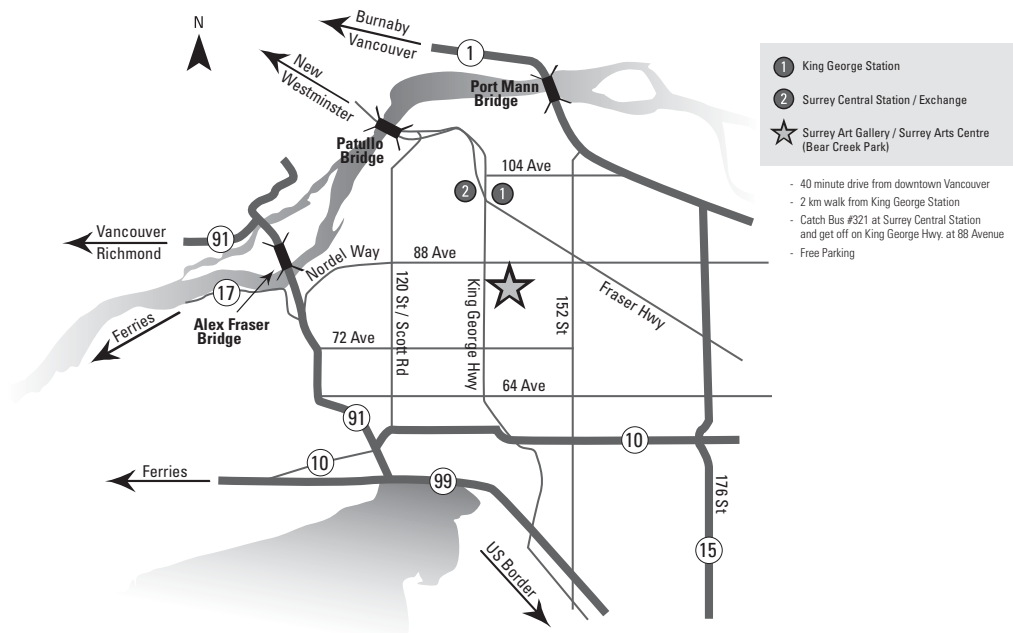 N
Burnaby
Vancouver
1
New
Westminster
Port Mann
Bridge
Patullo
Bridge
104 Ave
2
1
Vancouver
Richmond
91
Nordel Way
88 Ave
17
Ferries
Alex Fraser
Bridge
120 St / Scott Rd
King George Hwy
152 St
Fraser Hwy
72 Ave
64 Ave
91
10
10
Ferries
99
176 St
15
US Border
1 King George Station
2 Surrey Central Station / Exchange
Surrey Art Gallery / Surrey Arts Centre
(Bear Creek Park)
- 40 minute drive from downtown Vancouver
- 2 km walk from King George Station
- Catch Bus #321 at Surrey Central Station
and get off on King George Hwy. at 88 Avenue
- Free Parking